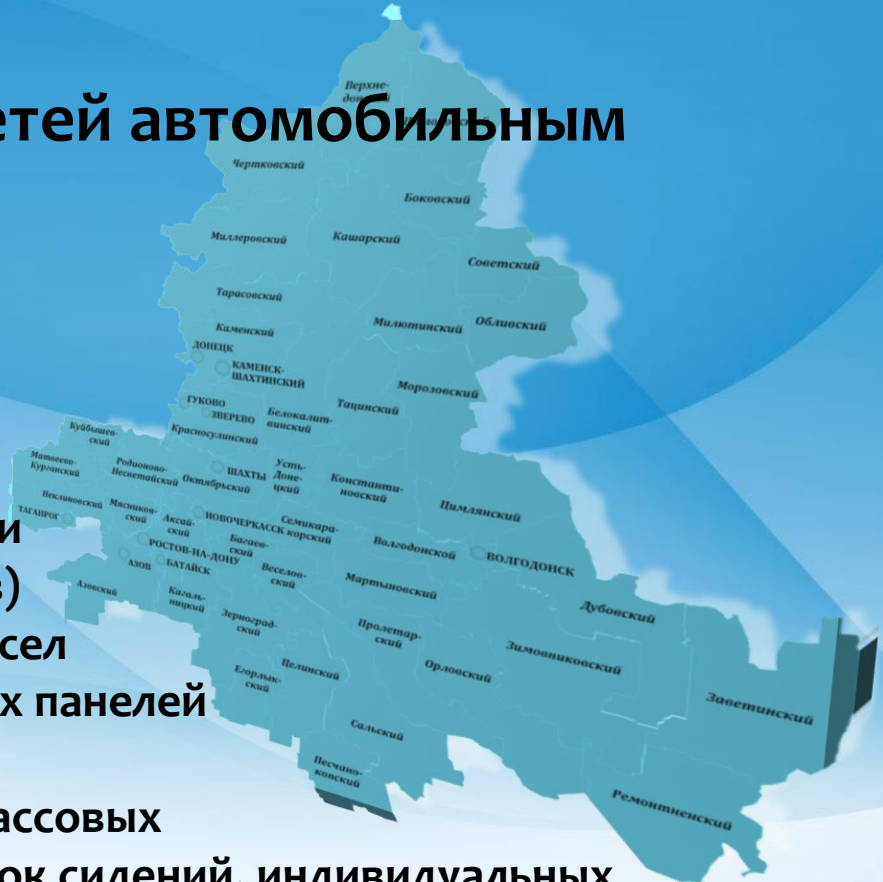 Верхне-
етей автомобильным
Чертковский
Боковский
Миллеровский
Кашарский
Советский
Тарасовский
Каменский
Милютинский
Обливский
ДОНЕЦК
КАМЕНСК-
ШАХТИНСКИЙ
Морозовский
ГУКОВО
ЗВЕРЕВО
Белокалит-
винский
Тацинский
Куйбышев-
ский
Красносулинский
Матвеево-
Курганский
Родионово-
Несветайский
Октябрьский
ШАХТЫ
Усть-
Доне-
цкий
Константи-
новский
Цимлянский
Неклиновский
ТАГАНРОГ
Мясников-
ский
Аксай-
ский
НОВОЧЕРКАССК
Семикара-
корский
Багаев-
ский
Волгодонской
ВОЛГОДОНСК
и
РОСТОВ-НА-ДОНУ
АЗОВ
БАТАЙСК
Веселов-
ский
Мартыновский
в)
Азовский
Кагаль-
ницкий
Зерноград-
ский
Пролетар-
ский
Дубовский
сел
Егорлык-
ский
Целинский
Орловский
Зимовниковский
Заветинский
х панелей
Сальский
Песчано-
копский
Ремонтненский
ассовых
ок сидений, индивидуальных